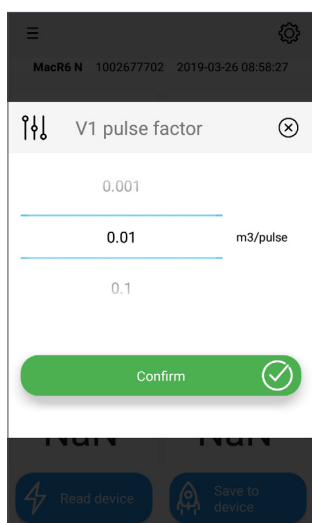 MacR6 N 1002677702 2019-03-26 08:58:27
V1 pulse factor
0.001
0.01 m3/pulse
0.1
Confirm
NaN NaN
Read device
Save to
device